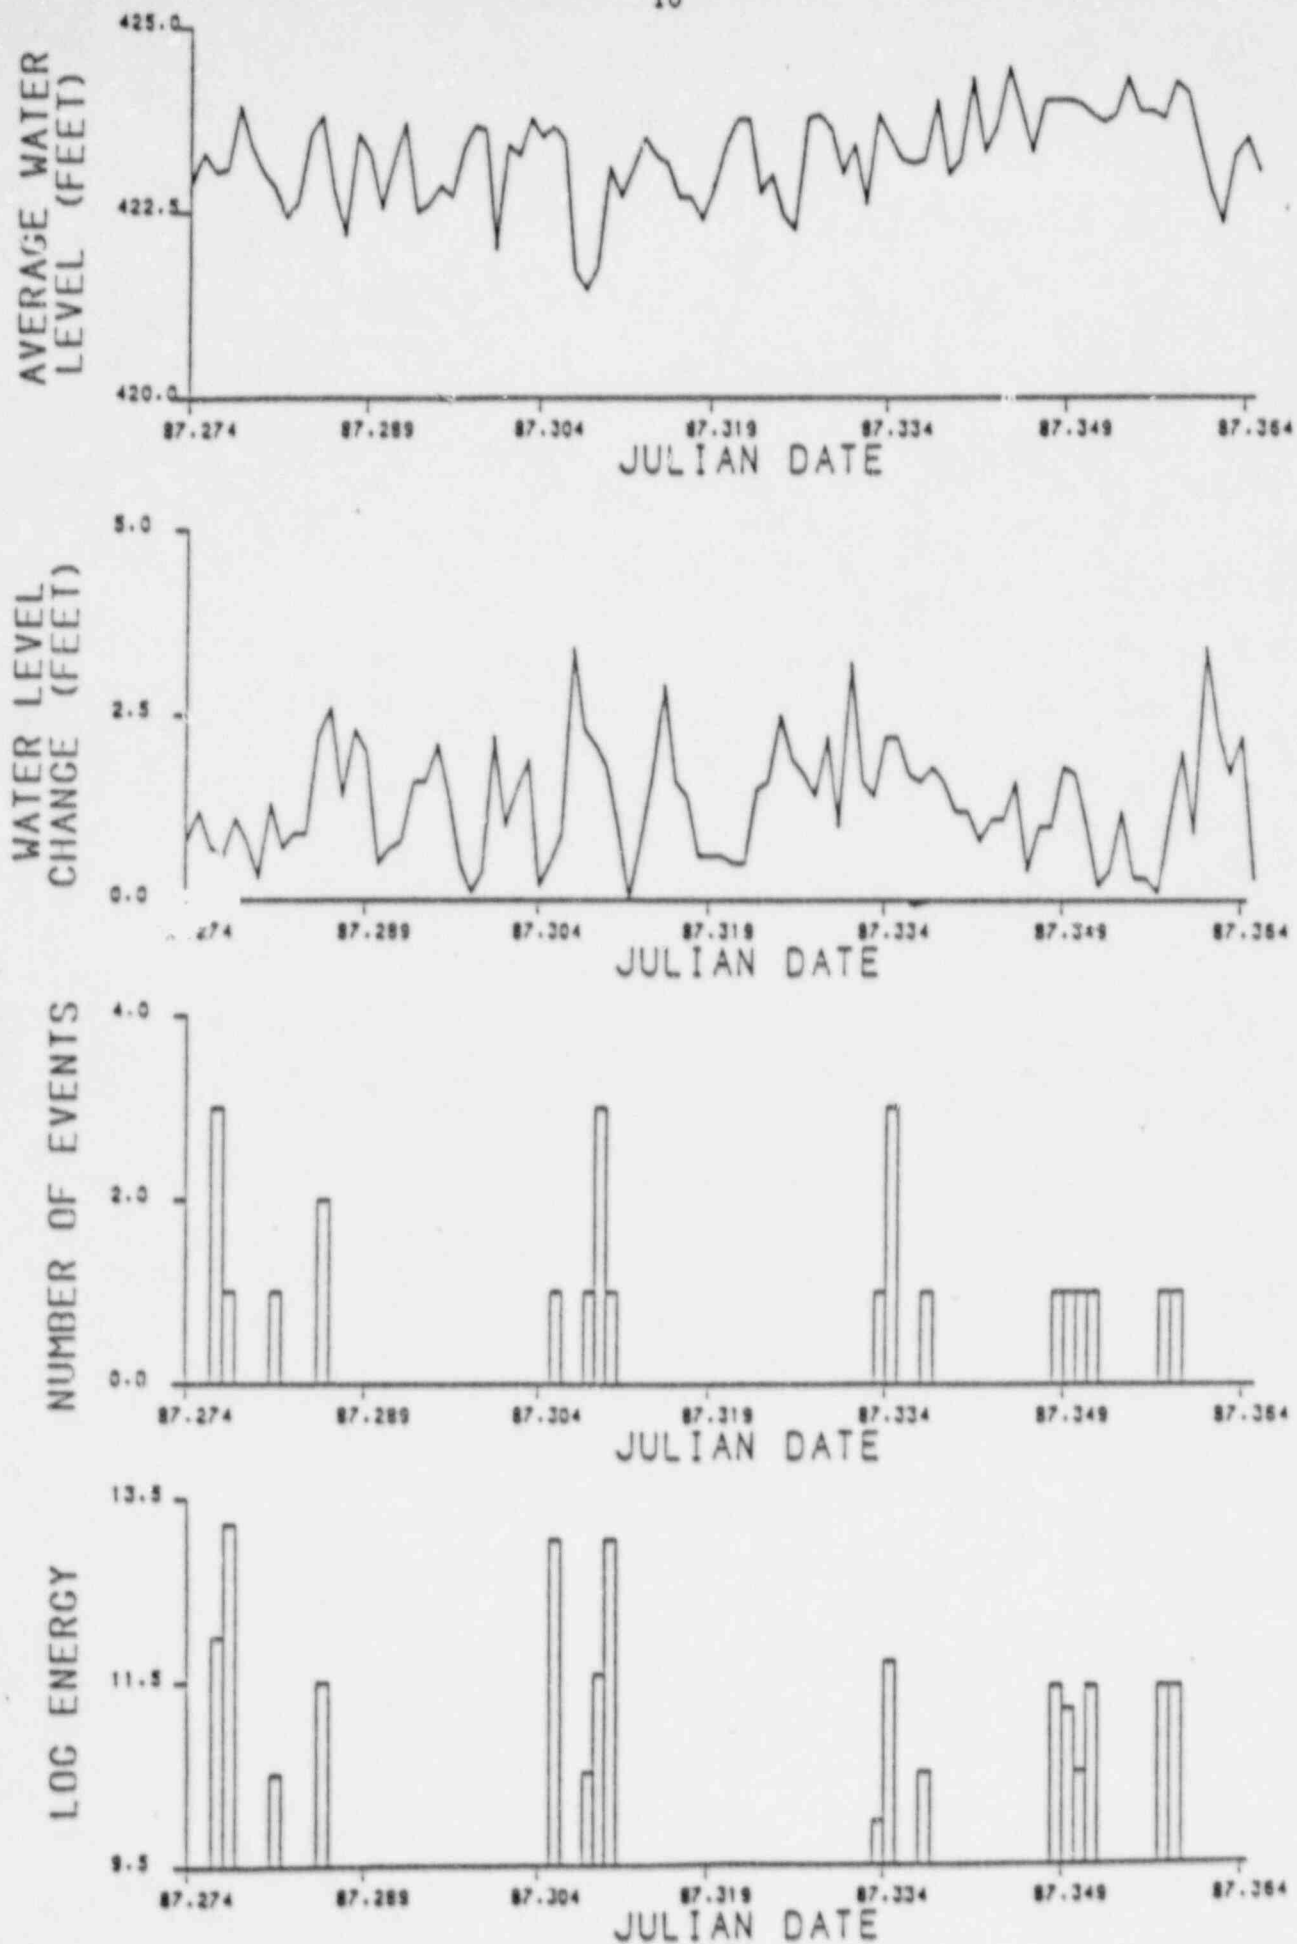 10
425.0
422.5
420.0
AVERAGE WATER
LEVEL (FEET)
87.274 87.289 87.304 87.319 87.334 87.349 87.364
JULIAN DATE
5.0
2.5
0.0
WATER LEVEL
CHANGE (FEET)
274 87.289 87.304 87.319 87.334 87.349 87.364
JULIAN DATE
4.0
2.0
0.0
NUMBER OF EVENTS
87.274 87.289 87.304 87.319 87.334 87.349 87.364
JULIAN DATE
13.5
11.5
9.5
LOG ENERGY
87.274 87.289 87.304 87.319 87.334 87.349 87.364
JULIAN DATE